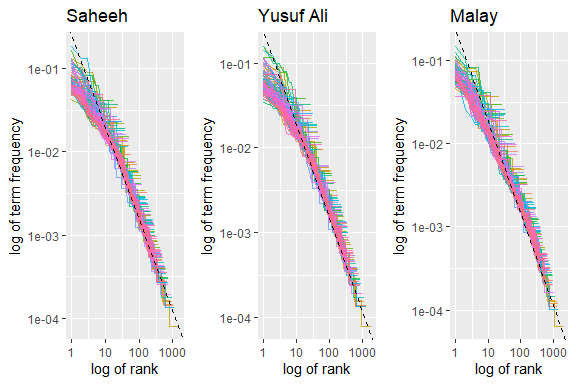 Saheeh
log of term frequency
1e-01
1e-02
1e-03
1e-04
1
10
100
1000
log of rank
Yusuf Ali
log of term frequency
1e-01
1e-02
1e-03
1e-04
1
10
100
1000
log of rank
Malay
log of term frequency
1e-01
1e-02
1e-03
1e-04
1
10
100
1000
log of rank